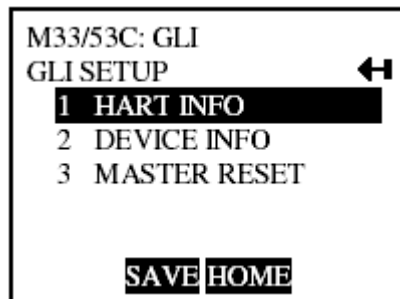 M33/53C: GLI
GLI SETUP
1 HART INFO
2 DEVICE INFO
3 MASTER RESET
SAVE HOME